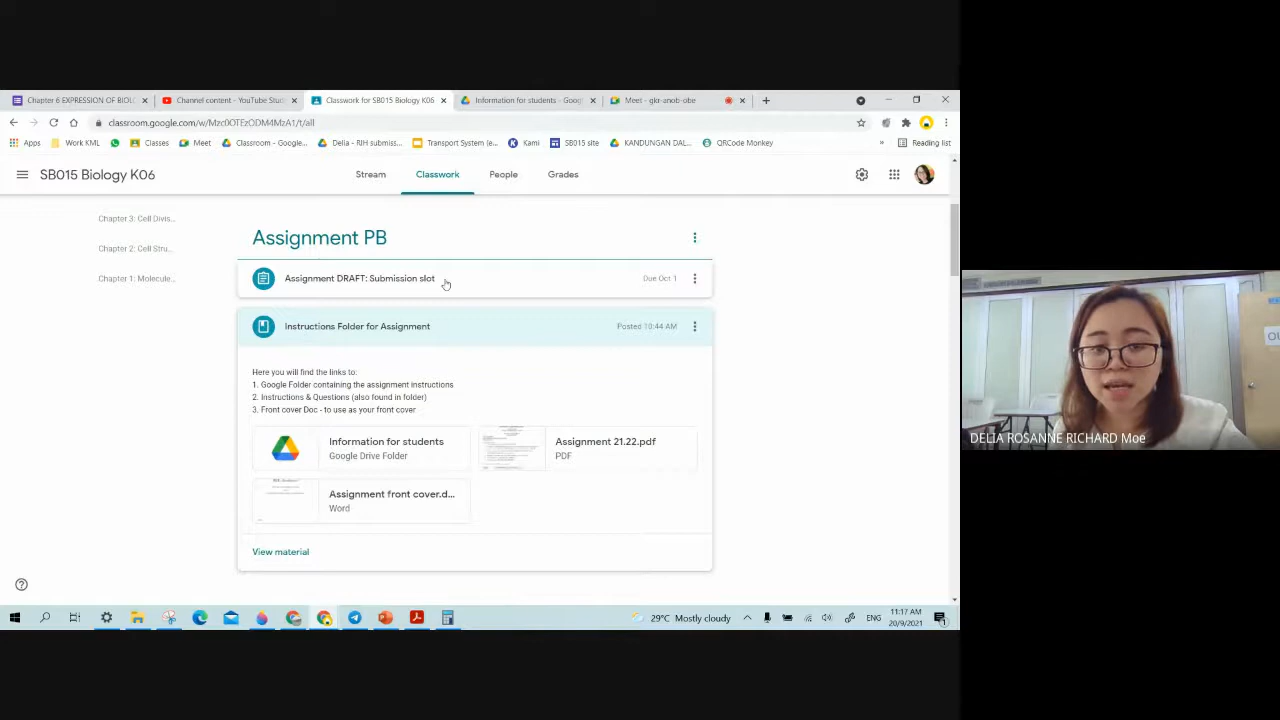 Chapter 6 EXPRESSION OF BIOL
Channel content - YouTube Stud
Classwork for SB015 Biology K06
Information for students - Goog
Meet - gkr-anob-obe
classroom.google.com/w/Mzc0OTEzODM4MzA1/t/all
Apps
Work KML
Classes
Meet
Classroom - Google...
Delia - RIH submiss...
Transport System (e...
Kami
SB015 site
KANDUNGAN DAL...
QRCode Monkey
»
Reading list
SB015 Biology K06
Stream
Classwork
People
Grades
Chapter 3: Cell Divis...
Chapter 2: Cell Stru...
Chapter 1: Molecule...
Assignment PB
Assignment DRAFT: Submission slot
Due Oct 1
Instructions Folder for Assignment
Posted 10:44 AM
Here you will find the links to:
1. Google Folder containing the assignment instructions
2. Instructions & Questions (also found in folder)
3. Front cover Doc - to use as your front cover
Information for students
Google Drive Folder
Assignment 21.22.pdf
PDF
Assignment front cover.d...
Word
View material
29°C Mostly cloudy
ENG
11:17 AM
20/9/2021
DELIA ROSANNE RICHARD Moe